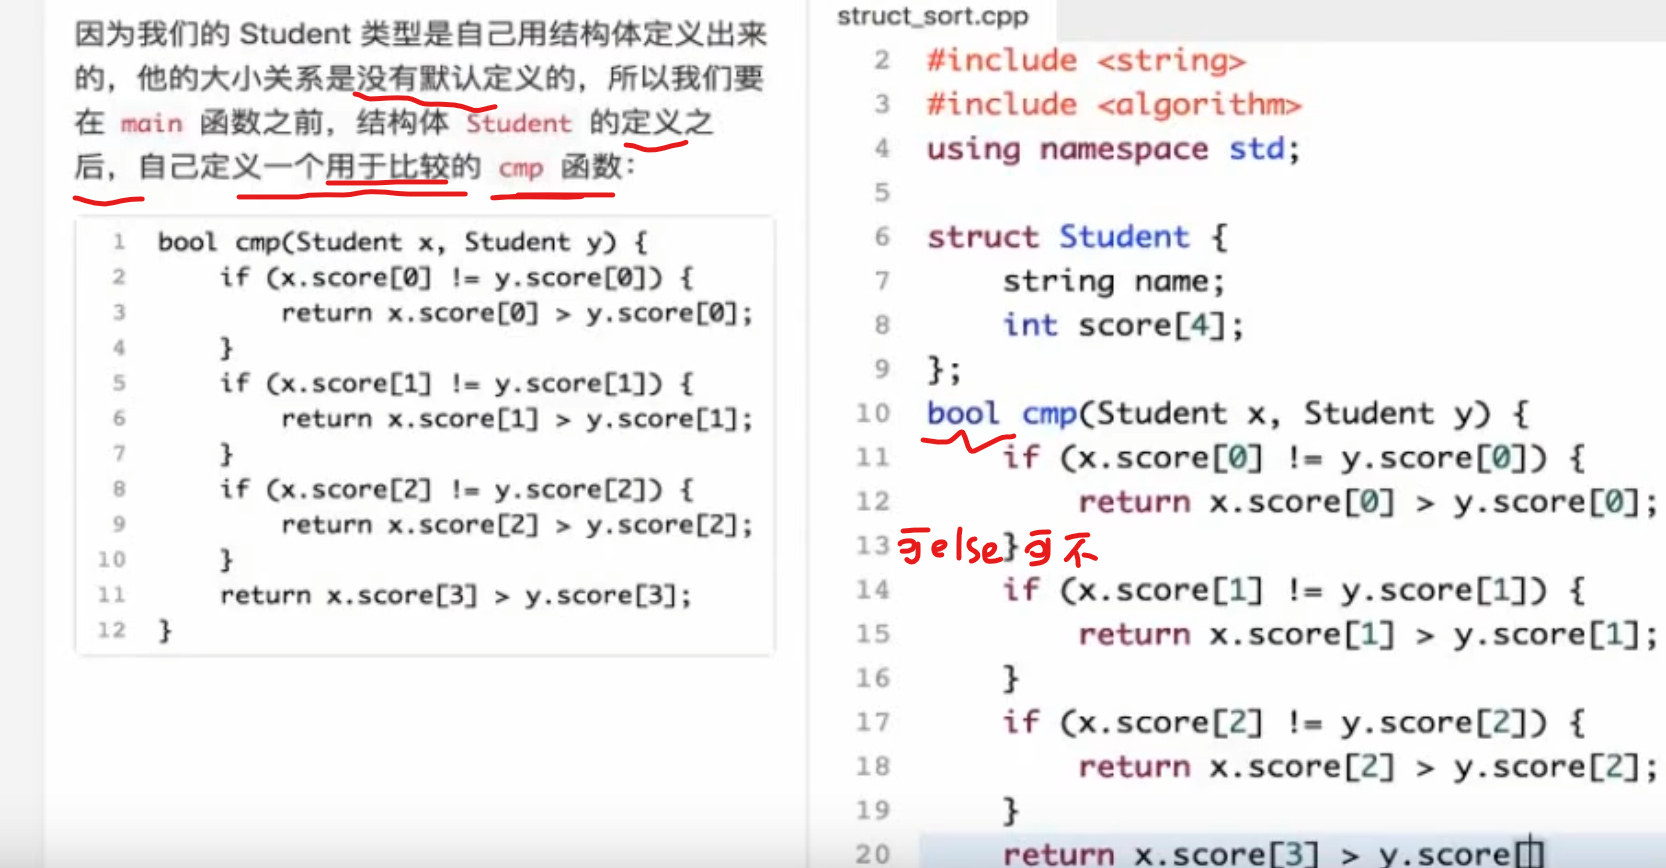 因为我们的 Student 类型是自己用结构体定义出来
的，他的大小关系是没有默认定义的，所以我们要
在 main 函数之前，结构体 Student 的定义之
后，自己定义一个用于比较的 cmp 函数：
1 bool cmp(Student x, Student y) {
2 if (x.score[0] != y.score[0]) {
3 return x.score[0] > y.score[0];
4 }
5 if (x.score[1] != y.score[1]) {
6 return x.score[1] > y.score[1];
7 }
8 if (x.score[2] != y.score[2]) {
9 return x.score[2] > y.score[2];
10 }
11 return x.score[3] > y.score[3];
12 }
struct_sort.cpp
2 #include <string>
3 #include <algorithm>
4 using namespace std;
5
6 struct Student {
7 string name;
8 int score[4];
9 };
10 bool cmp(Student x, Student y) {
11 if (x.score[0] != y.score[0]) {
12 return x.score[0] > y.score[0];
13 可else}可不
14 if (x.score[1] != y.score[1]) {
15 return x.score[1] > y.score[1];
16 }
17 if (x.score[2] != y.score[2]) {
18 return x.score[2] > y.score[2];
19 }
20 return x.score[3] > y.score[]